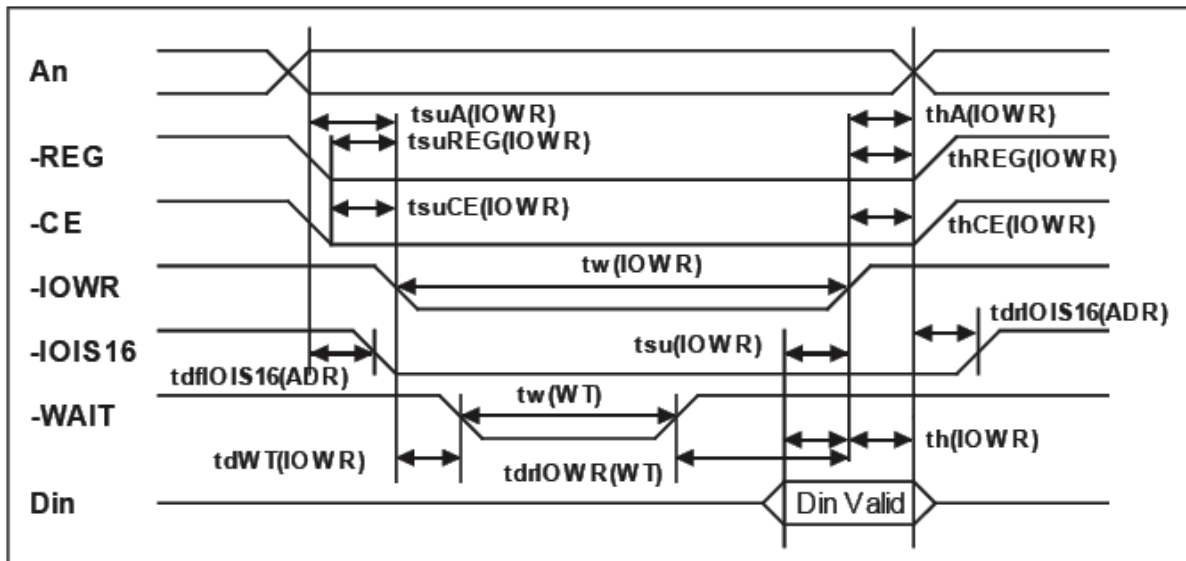 An
tsuA(IOWR)
thA(IOWR)
tsuREG(IOWR)
-REG
thREG(IOWR)
tsuCE(IOWR)
-CE
thCE(IOWR)
tw(IOWR)
-IOWR
tdrIOIS16(ADR)
tsu(IOWR)
-IOIS16
tdfIOIS16(ADR)
tw(WT)
-WAIT
th(IOWR)
tdWT(IOWR)
tdrIOWR(WT)
Din
Din Valid